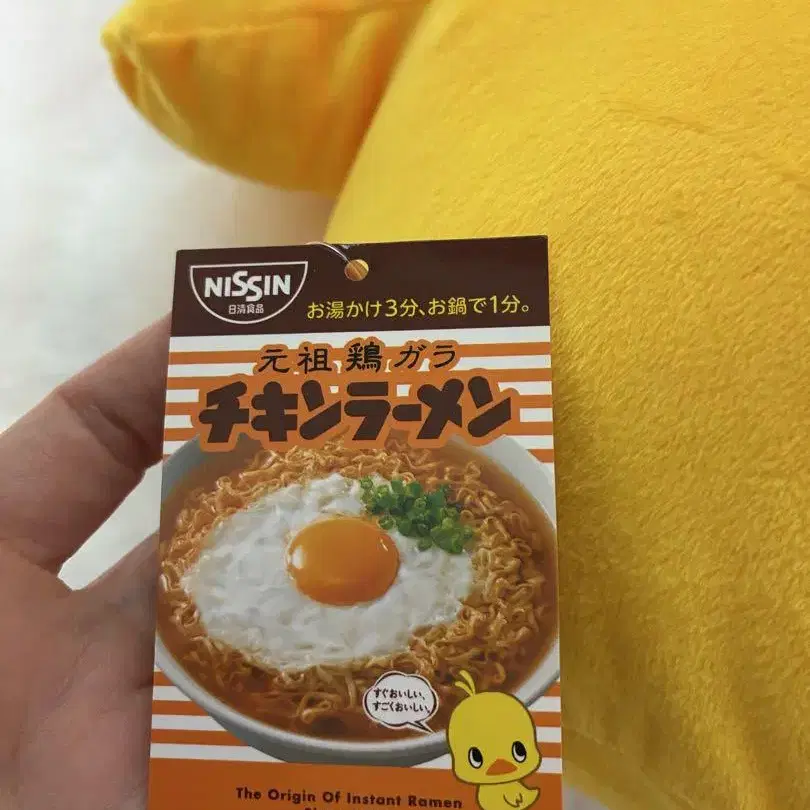 NISSIN
日清食品
お湯かけ3分、お鍋で1分。
元祖鶏ガラ
チキンラーメン
すぐおいしい、
すごくおいしい。
The Origin Of Instant Ramen